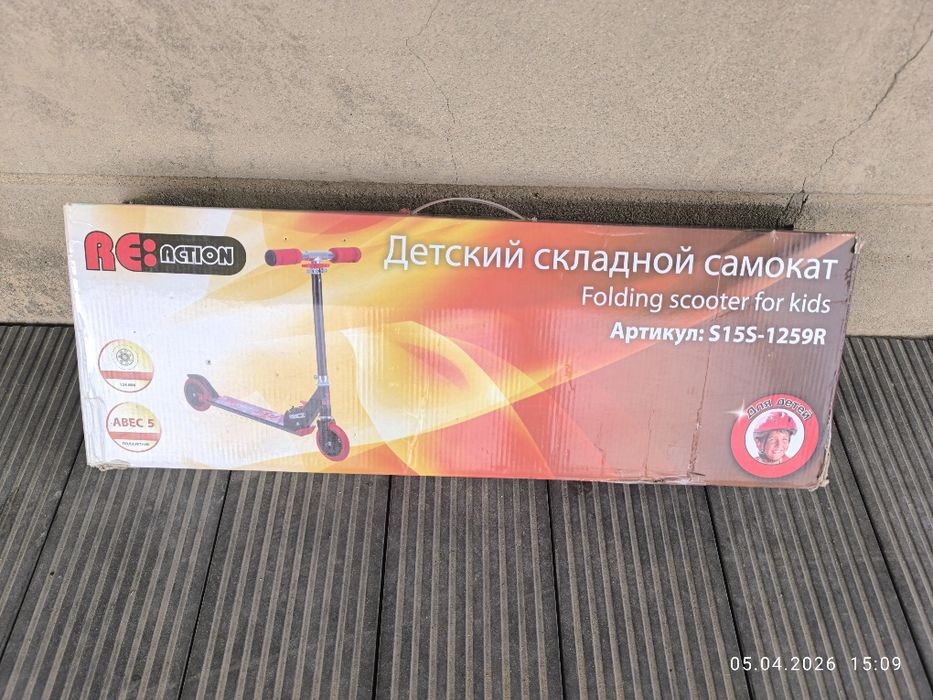 RE:ACTION
Детский складной самокат
Folding scooter for kids
Артикул: S15S-1259R
ABEC 5
Для детей
05.04.2026 15:09